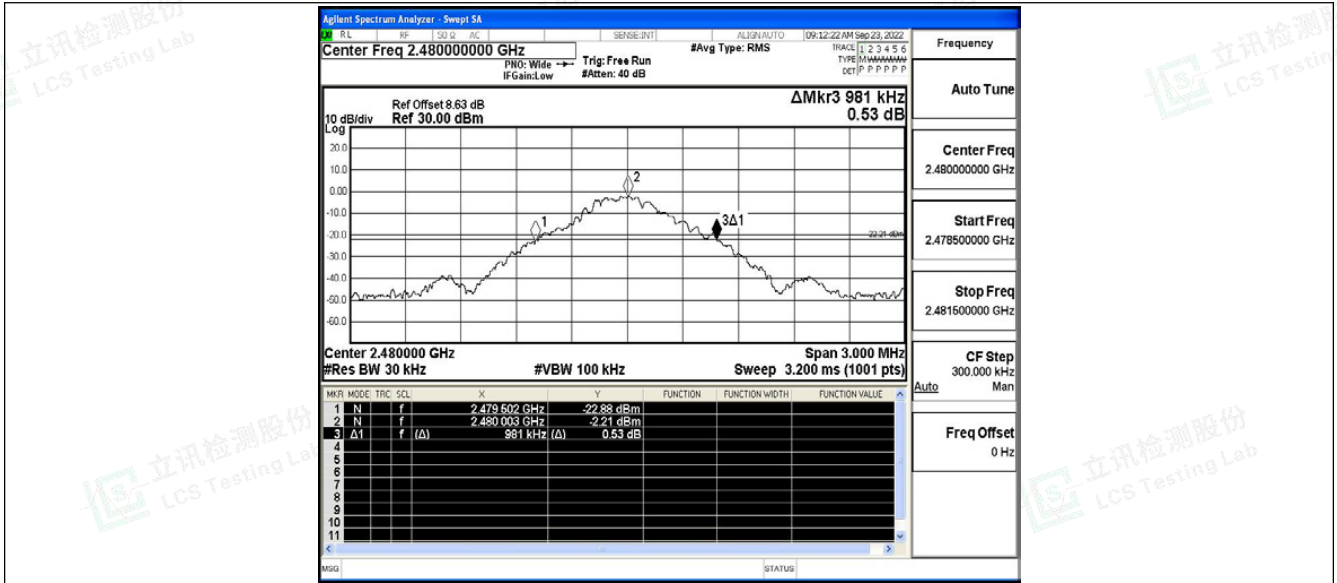 Agilent Spectrum Analyzer - Swept SA
RL RF 50 Ω AC SENSE:INT ALIGNAUTO 09:12:22 AM Sep 23, 2022
Center Freq 2.480000000 GHz
PNO: Wide
IFGain:Low
Trig: Free Run
#Atten: 40 dB
#Avg Type: RMS
TRACE 1 2 3 4 5 6
TYPE M
DET P P P P P P
Ref Offset 8.63 dB
10 dB/div Ref 30.00 dBm
Log
ΔMkr3 981 kHz
0.53 dB
20.0
10.0
0.00
-10.0
-20.0
-30.0
-40.0
-50.0
-60.0
1
2
3Δ1
-22.21 dBm
Center 2.480000 GHz Span 3.000 MHz
#Res BW 30 kHz #VBW 100 kHz Sweep 3.200 ms (1001 pts)
MKR MODE TRC SCL X Y FUNCTION FUNCTION WIDTH FUNCTION VALUE
1 N f 2.479 502 GHz -22.88 dBm
2 N f 2.480 003 GHz -2.21 dBm
3 Δ1 f (Δ) 981 kHz (Δ) 0.53 dB
4
5
6
7
8
9
10
11
MSG STATUS
Frequency
Auto Tune
Center Freq
2.480000000 GHz
Start Freq
2.478500000 GHz
Stop Freq
2.481500000 GHz
CF Step
300.000 kHz
Auto Man
Freq Offset
0 Hz
立讯检测股份
LCS Testing Lab
立讯检测股份
LCS Testing
立讯检测股份
LCS Testing Lab
立讯检测股份
LCS Testing Lab